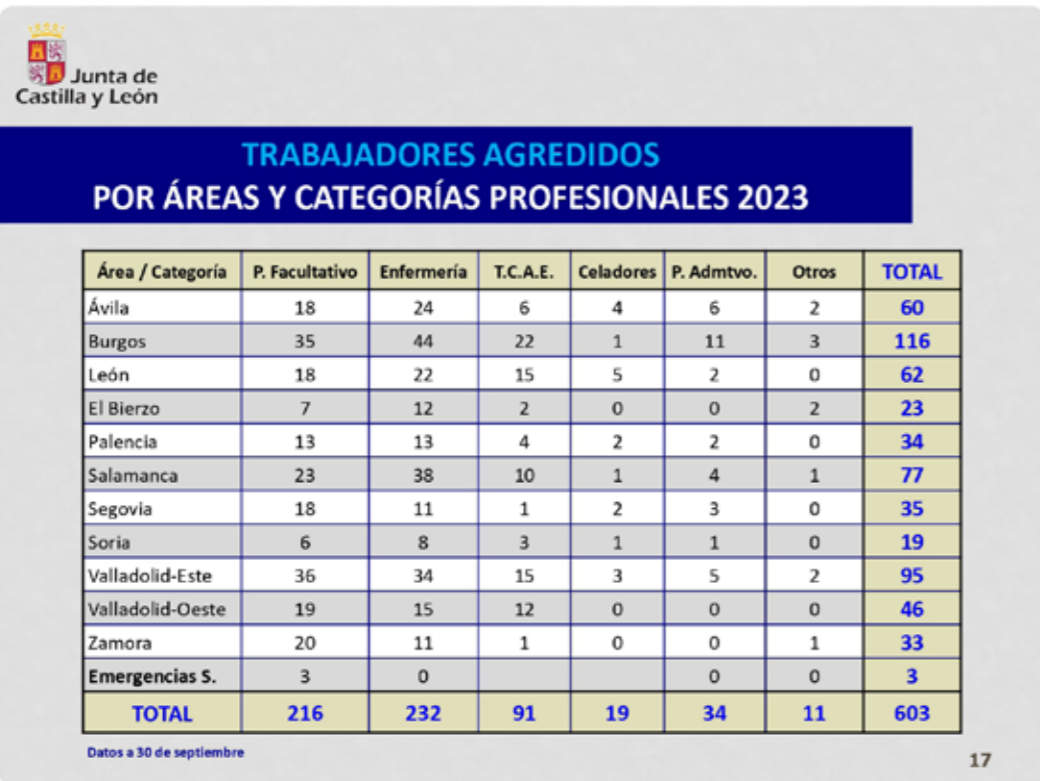 Junta de
Castilla y León
TRABAJADORES AGREDIDOS
POR ÁREAS Y CATEGORÍAS PROFESIONALES 2023
Área / Categoría P. Facultativo Enfermería T.C.A.E. Celadores P. Admtvo. Otros TOTAL
Ávila 18 24 6 4 6 2 60
Burgos 35 44 22 1 11 3 116
León 18 22 15 5 2 0 62
El Bierzo 7 12 2 0 0 2 23
Palencia 13 13 4 2 2 0 34
Salamanca 23 38 10 1 4 1 77
Segovia 18 11 1 2 3 0 35
Soria 6 8 3 1 1 0 19
Valladolid-Este 36 34 15 3 5 2 95
Valladolid-Oeste 19 15 12 0 0 0 46
Zamora 20 11 1 0 0 1 33
Emergencias S. 3 0 0 0 3
TOTAL 216 232 91 19 34 11 603
Datos a 30 de septiembre
17